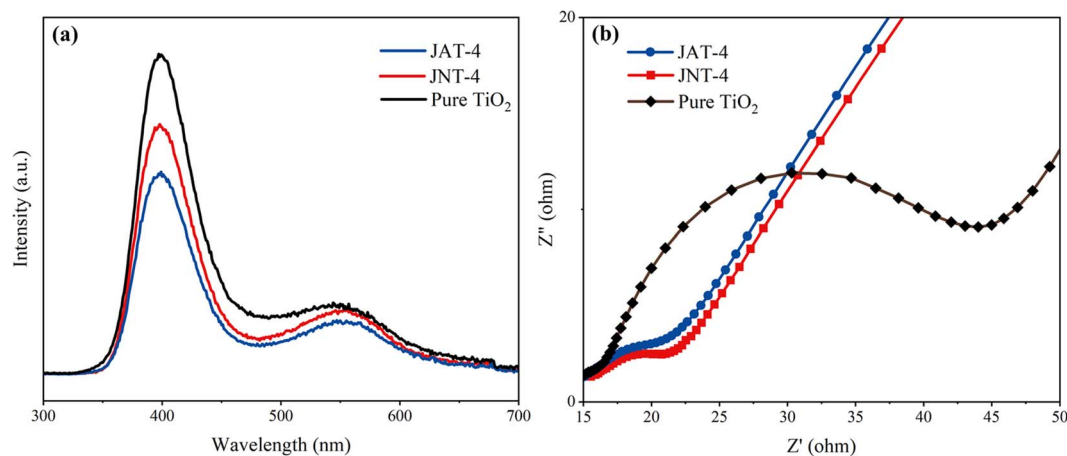 (a)
JAT-4
JNT-4
Pure TiO₂
Intensity (a.u.)
300 400 500 600 700
Wavelength (nm)
(b)
JAT-4
JNT-4
Pure TiO₂
20
10
0
Z" (ohm)
15 20 25 30 35 40 45 50
Z' (ohm)